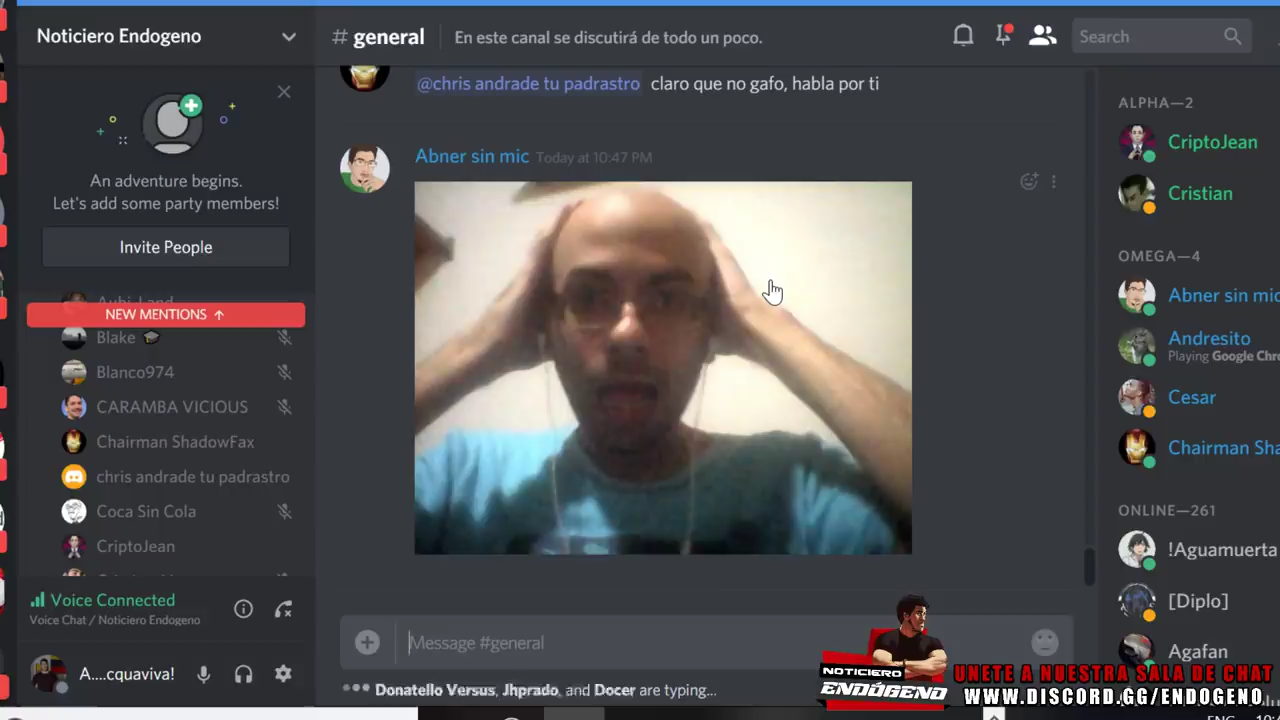 Noticiero Endogeno
# general
En este canal se discutirá de todo un poco.
Search
An adventure begins.
Let's add some party members!
Invite People
NEW MENTIONS ↑
Blake
Blanco974
CARAMBA VICIOUS
Chairman ShadowFax
chris andrade tu padrastro
Coca Sin Cola
CriptoJean
Voice Connected
Voice Chat / Noticiero Endogeno
A....cquaviva!
@chris andrade tu padrastro claro que no gafo, habla por ti
Abner sin mic Today at 10:47 PM
Message #general
Donatello Versus, Jhprado, and Docer are typing...
ALPHA—2
CriptoJean
Cristian
OMEGA—4
Abner sin mic
Andresito
Playing Google Chro
Cesar
Chairman Sha
ONLINE—261
!Aguamuerta
[Diplo]
Agafan
NOTICIERO
ENDÓGENO
UNETE A NUESTRA SALA DE CHAT
WWW.DISCORD.GG/ENDOGENO